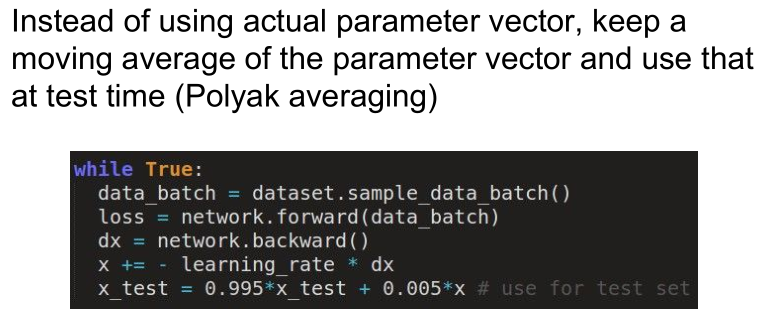 Instead of using actual parameter vector, keep a
moving average of the parameter vector and use that
at test time (Polyak averaging)
while True:
  data_batch = dataset.sample_data_batch()
  loss = network.forward(data_batch)
  dx = network.backward()
  x += - learning_rate * dx
  x_test = 0.995*x_test + 0.005*x # use for test set